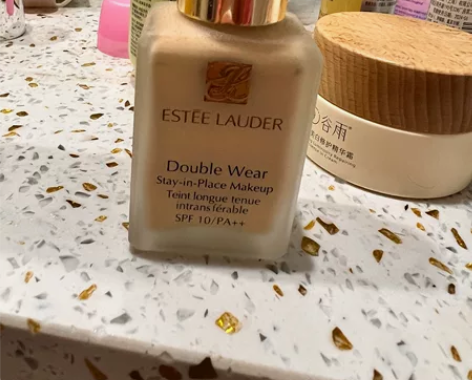 ESTĒE LAUDER
Double Wear
Stay-in-Place Makeup
Teint longue tenue
intransférable
SPF 10/PA++
谷雨